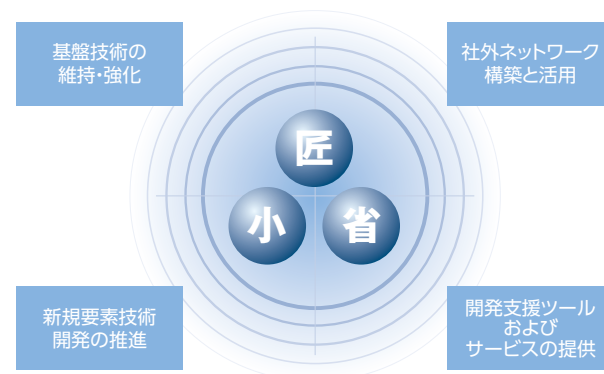 基盤技術の
維持・強化
社外ネットワーク
構築と活用
匠
小
省
新規要素技術
開発の推進
開発支援ツール
および
サービスの提供